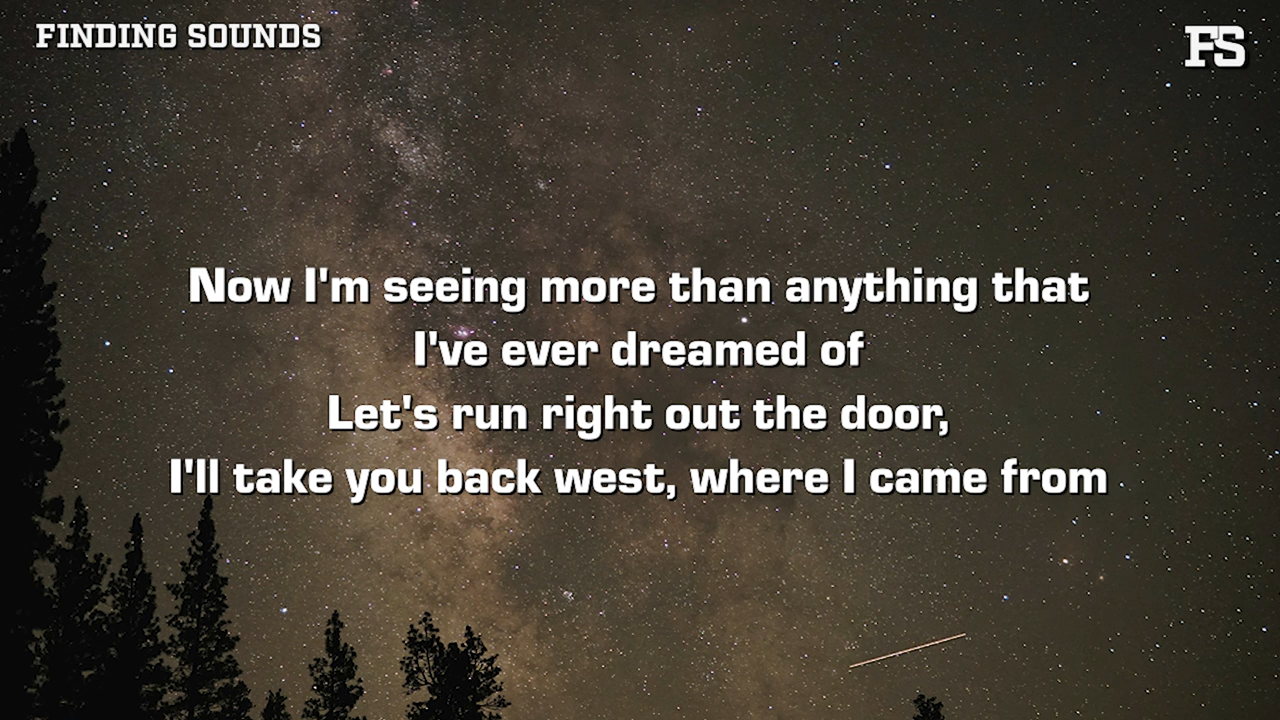 FINDING SOUNDS
FS
Now I'm seeing more than anything that
I've ever dreamed of
Let's run right out the door,
I'll take you back west, where I came from